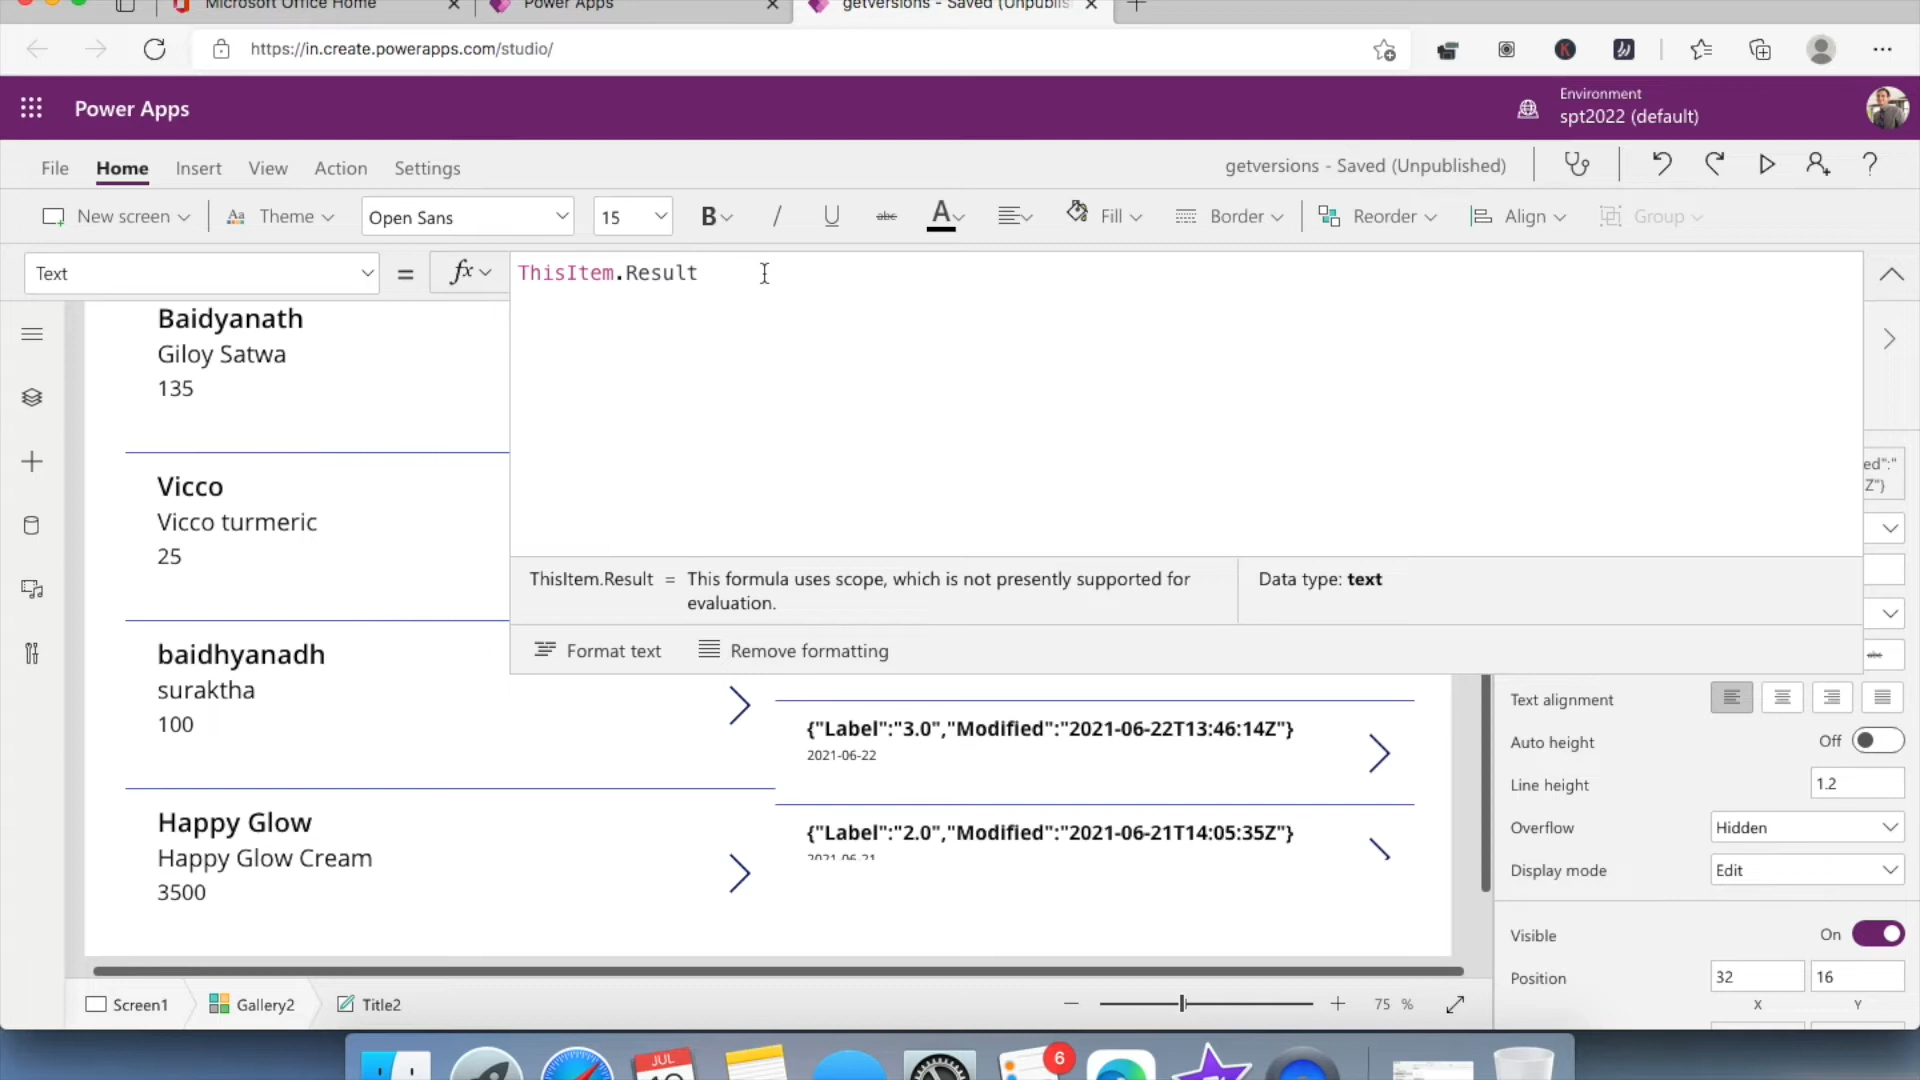 Microsoft Office Home
Power Apps
getversions - Saved (Unpublis
https://in.create.powerapps.com/studio/
Power Apps
Environment
spt2022 (default)
File
Home
Insert
View
Action
Settings
getversions - Saved (Unpublished)
New screen
Theme
Open Sans
15
B
abc
A
Fill
Border
Reorder
Align
Group
Text
=
fx
ThisItem.Result
Baidyanath
Giloy Satwa
135
Vicco
Vicco turmeric
25
baidhyanadh
suraktha
100
Happy Glow
Happy Glow Cream
3500
ThisItem.Result = This formula uses scope, which is not presently supported for
evaluation.
Data type: text
Format text
Remove formatting
{"Label":"3.0","Modified":"2021-06-22T13:46:14Z"}
2021-06-22
{"Label":"2.0","Modified":"2021-06-21T14:05:35Z"}
2021-06-21
ed":"
Z"}
abc
Text alignment
Auto height
Off
Line height
1.2
Overflow
Hidden
Display mode
Edit
Visible
On
Position
32
16
X
Y
Screen1
Gallery2
Title2
75 %
JUL
6